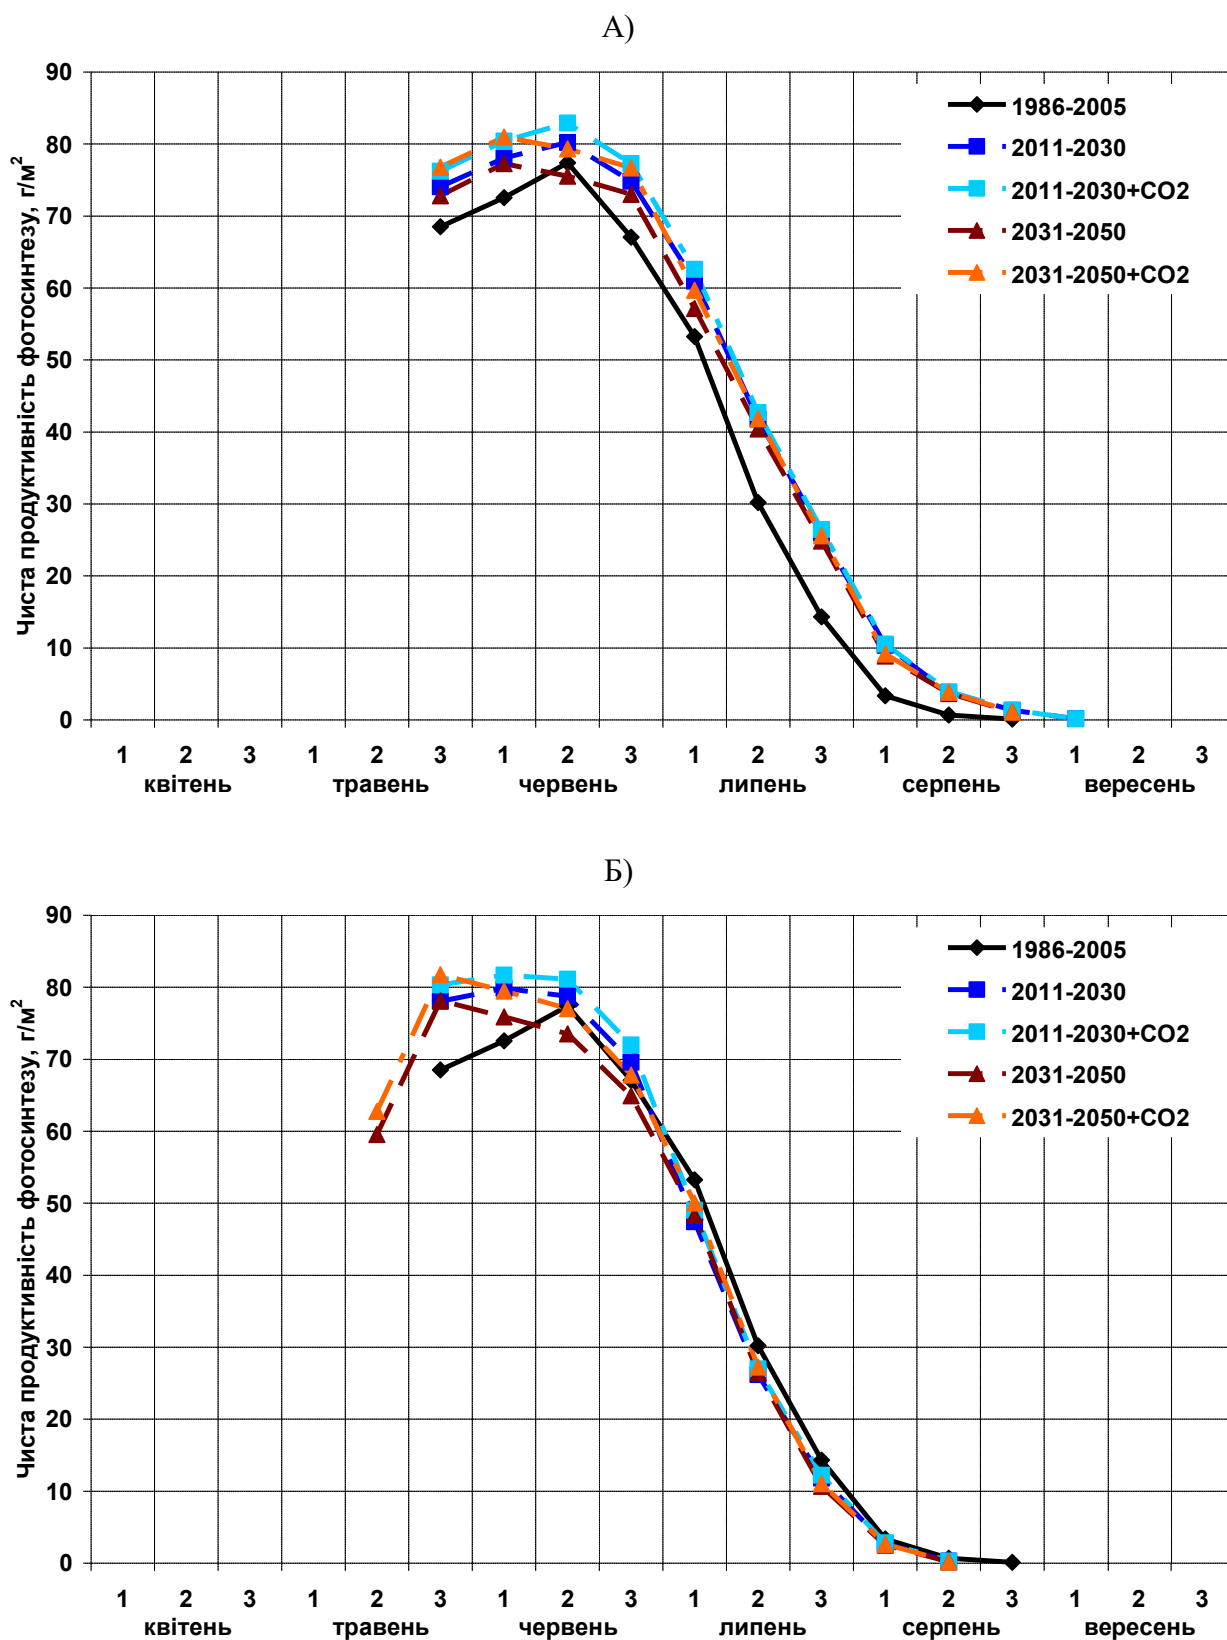 А)
Чиста продуктивність фотосинтезу, г/м²
90
80
70
60
50
40
30
20
10
0
1986-2005
2011-2030
2011-2030+CO2
2031-2050
2031-2050+CO2
1 2 3 1 2 3 1 2 3 1 2 3 1 2 3 1 2 3
квітень травень червень липень серпень вересень
Б)
Чиста продуктивність фотосинтезу, г/м²
90
80
70
60
50
40
30
20
10
0
1986-2005
2011-2030
2011-2030+CO2
2031-2050
2031-2050+CO2
1 2 3 1 2 3 1 2 3 1 2 3 1 2 3 1 2 3
квітень травень червень липень серпень вересень